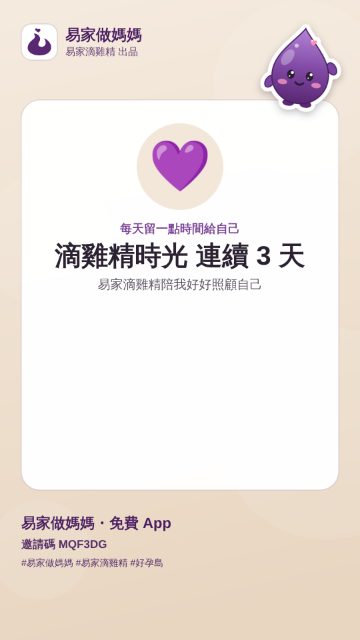 易家做媽媽
易家滴雞精 出品
每天留一點時間給自己
滴雞精時光 連續 3 天
易家滴雞精陪我好好照顧自己
易家做媽媽・免費 App
邀請碼 MQF3DG
#易家做媽媽 #易家滴雞精 #好孕島